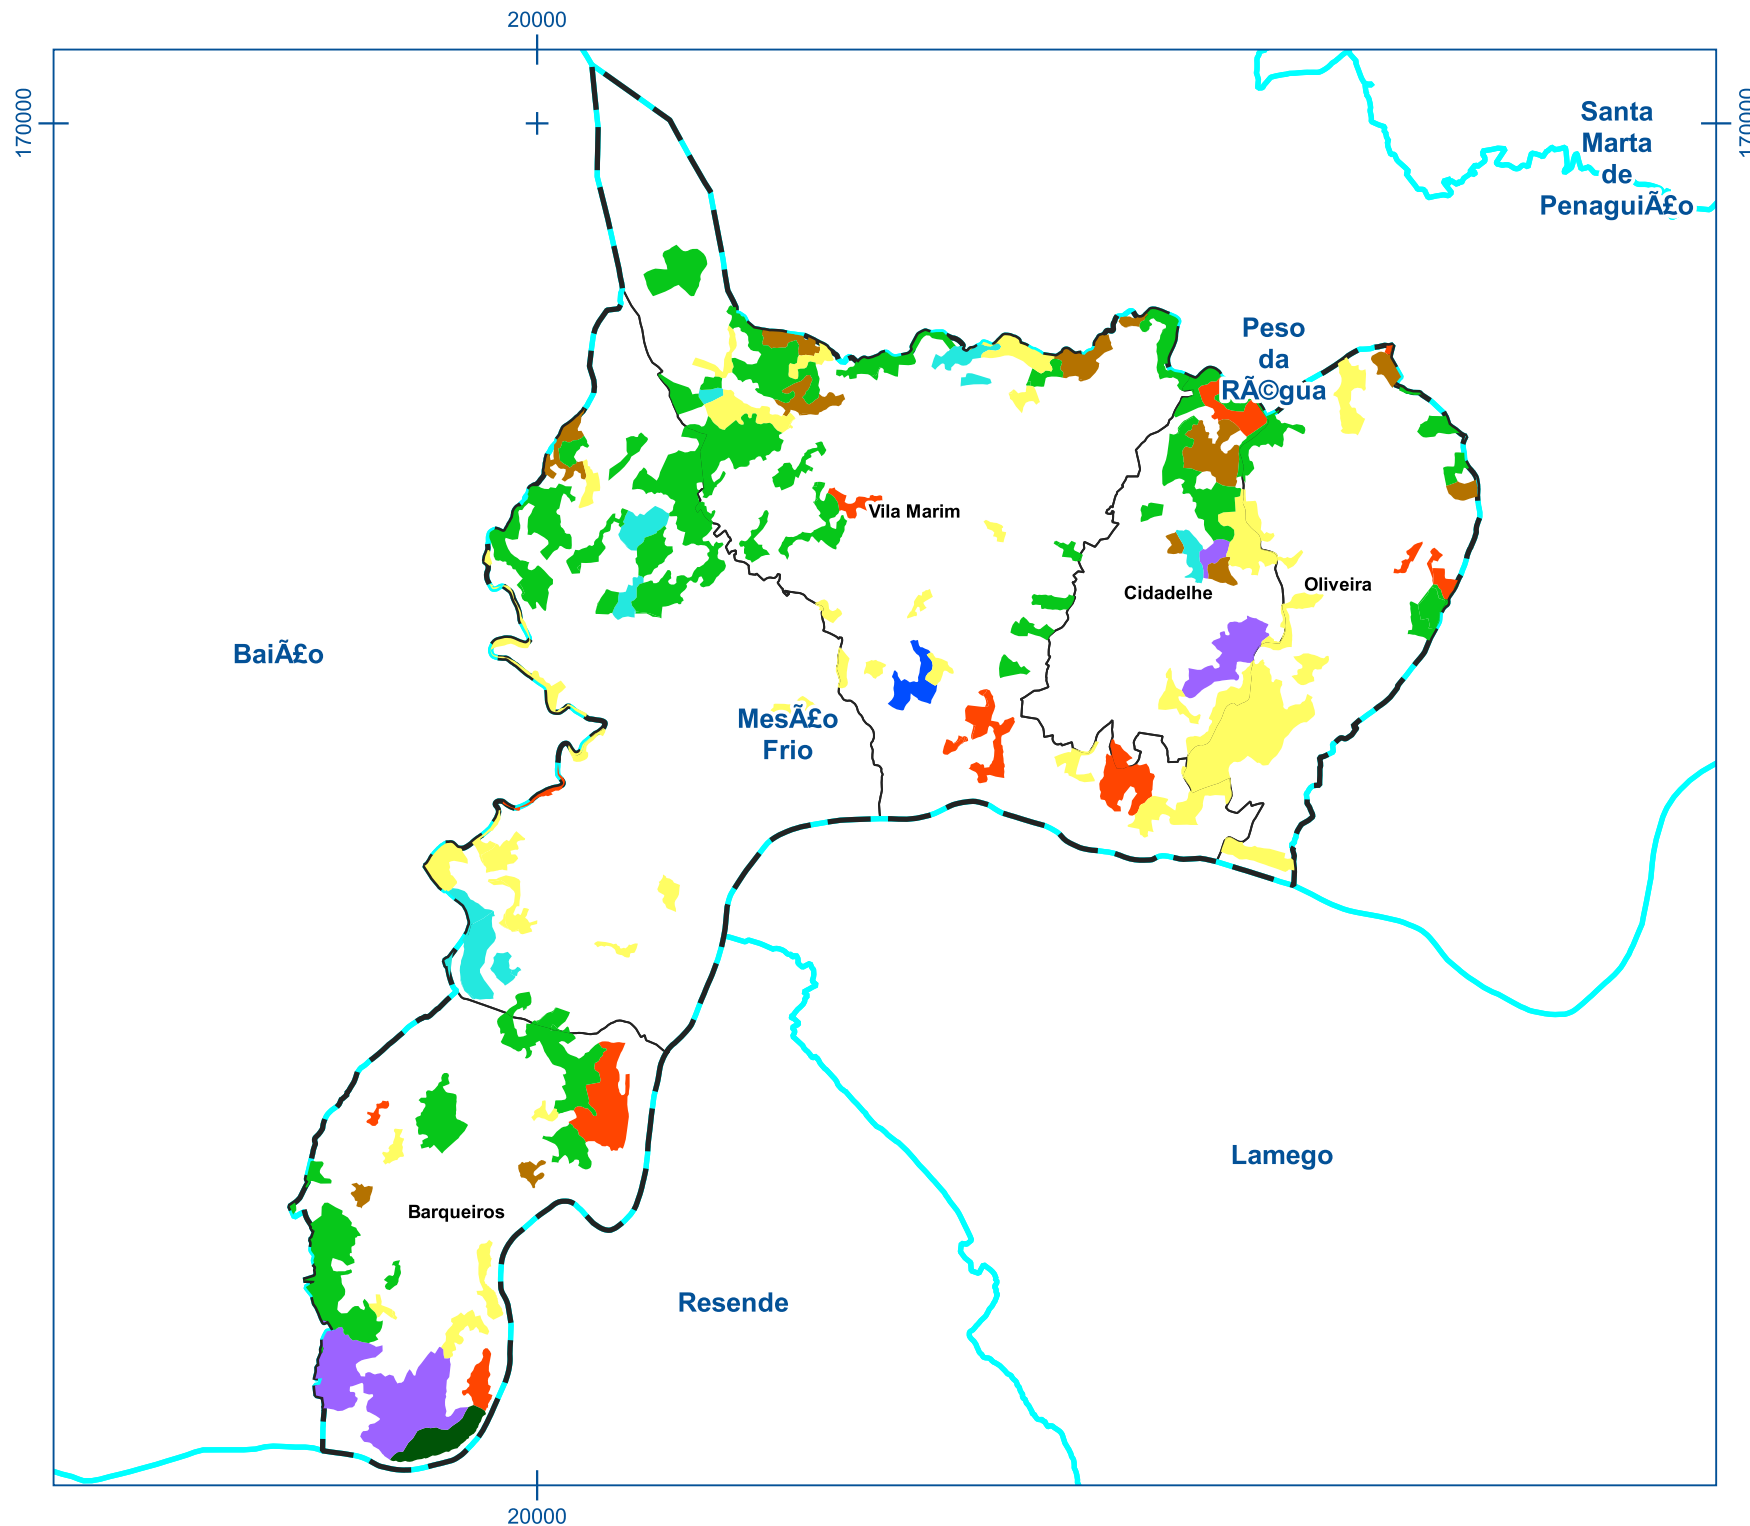 20000
170000
170000
Santa
Marta
de
PenaguiÃ£o
Peso
da
RÃ©gua
Vila Marim
Cidadelhe
Oliveira
BaiÃ£o
MesÃ£o
Frio
Lamego
Barqueiros
Resende
20000